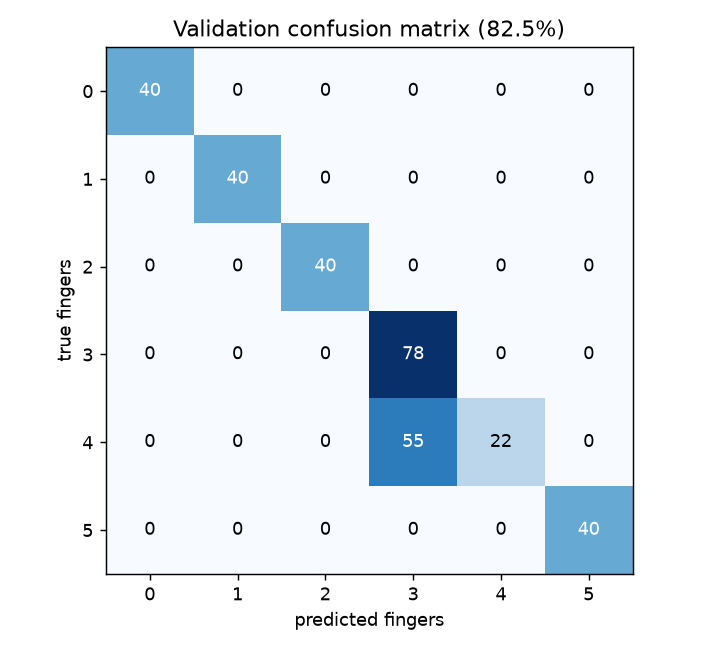 Validation confusion matrix (82.5%)
0 40 0 0 0 0 0
1 0 40 0 0 0 0
2 0 0 40 0 0 0
3 0 0 0 78 0 0
4 0 0 0 55 22 0
5 0 0 0 0 0 40
true fingers
0 1 2 3 4 5
predicted fingers